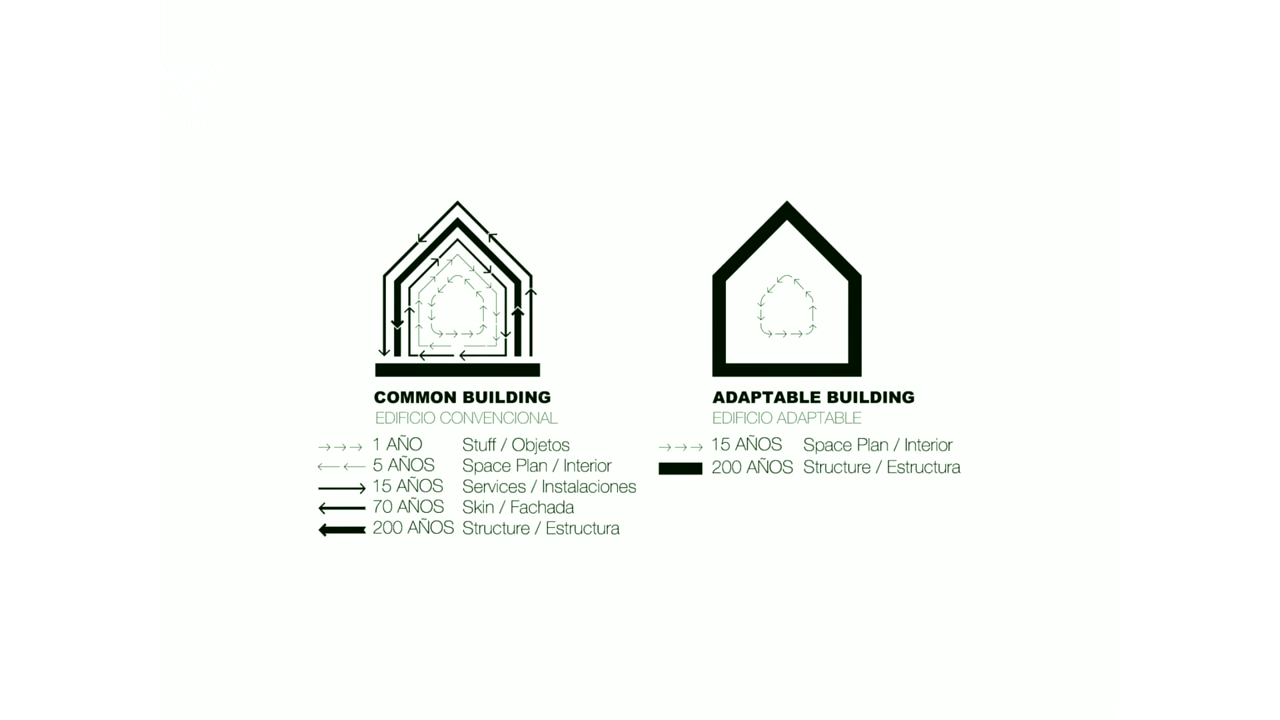 COMMON BUILDING
EDIFICIO CONVENCIONAL
1 AÑO Stuff / Objetos
5 AÑOS Space Plan / Interior
15 AÑOS Services / Instalaciones
70 AÑOS Skin / Fachada
200 AÑOS Structure / Estructura
ADAPTABLE BUILDING
EDIFICIO ADAPTABLE
15 AÑOS Space Plan / Interior
200 AÑOS Structure / Estructura